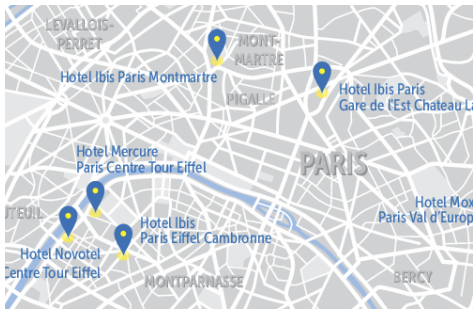 LEVALLOIS-
PERRET
MONT-
MARTRE
Hotel Ibis Paris Montmartre
PIGALLE
Hotel Ibis Paris
Gare de l'Est Chateau La
Hotel Mercure
Paris Centre Tour Eiffel
PARIS
Hotel Mox
Paris Val d'Europ
UTEUIL
Hotel Ibis
Paris Eiffel Cambronne
Hotel Novotel
Centre Tour Eiffel
MONTPARNASSE
BERCY